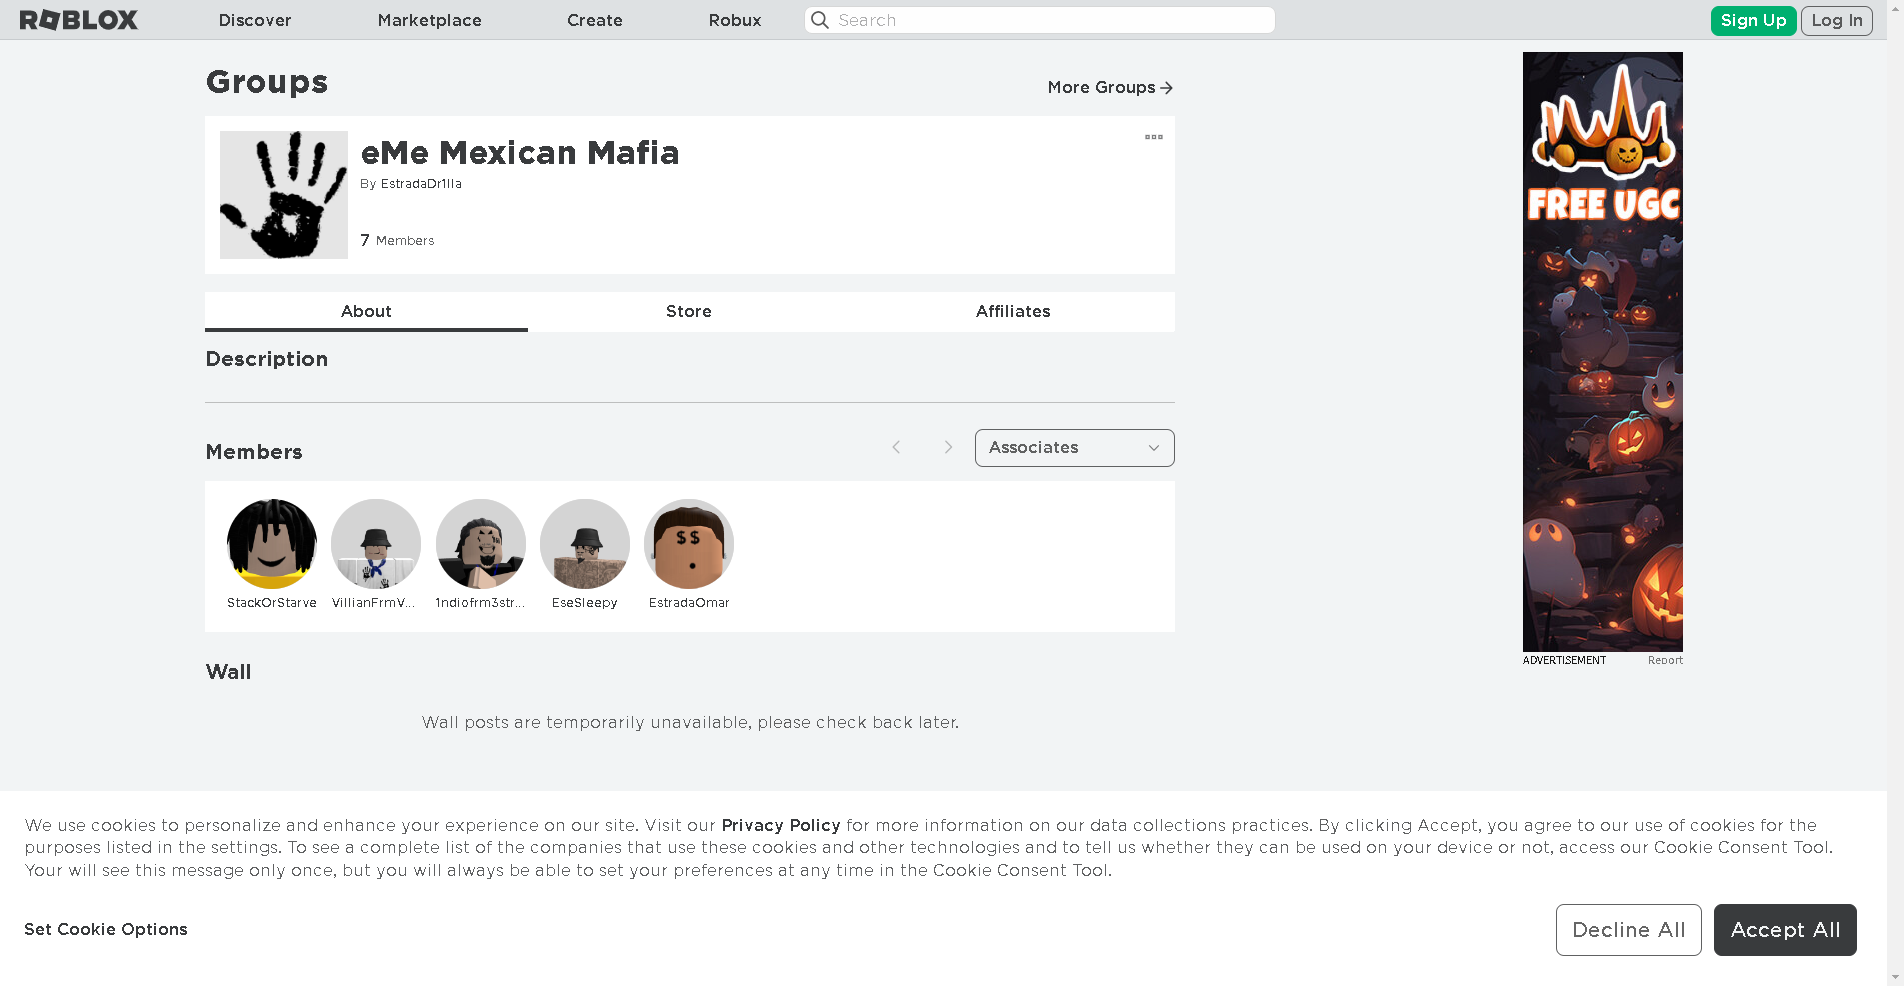 ROBLOX
Discover
Marketplace
Create
Robux
Search
Sign Up
Log In
Groups
More Groups
eMe Mexican Mafia
By EstradaDr1lla
7 Members
About
Store
Affiliates
Description
Members
Associates
$$
StackOrStarve
VillianFrmV...
1ndiofrm3str...
EseSleepy
EstradaOmar
Wall
Wall posts are temporarily unavailable, please check back later.
FREE UGC
ADVERTISEMENT
Report
We use cookies to personalize and enhance your experience on our site. Visit our Privacy Policy for more information on our data collections practices. By clicking Accept, you agree to our use of cookies for the
purposes listed in the settings. To see a complete list of the companies that use these cookies and other technologies and to tell us whether they can be used on your device or not, access our Cookie Consent Tool.
Your will see this message only once, but you will always be able to set your preferences at any time in the Cookie Consent Tool.
Set Cookie Options
Decline All
Accept All